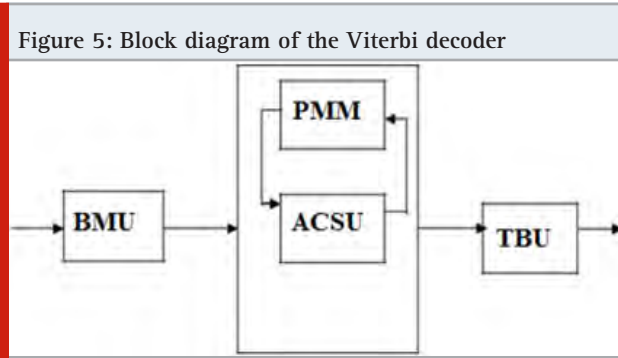 Figure 5: Block diagram of the Viterbi decoder
PMM
BMU
ACSU
TBU